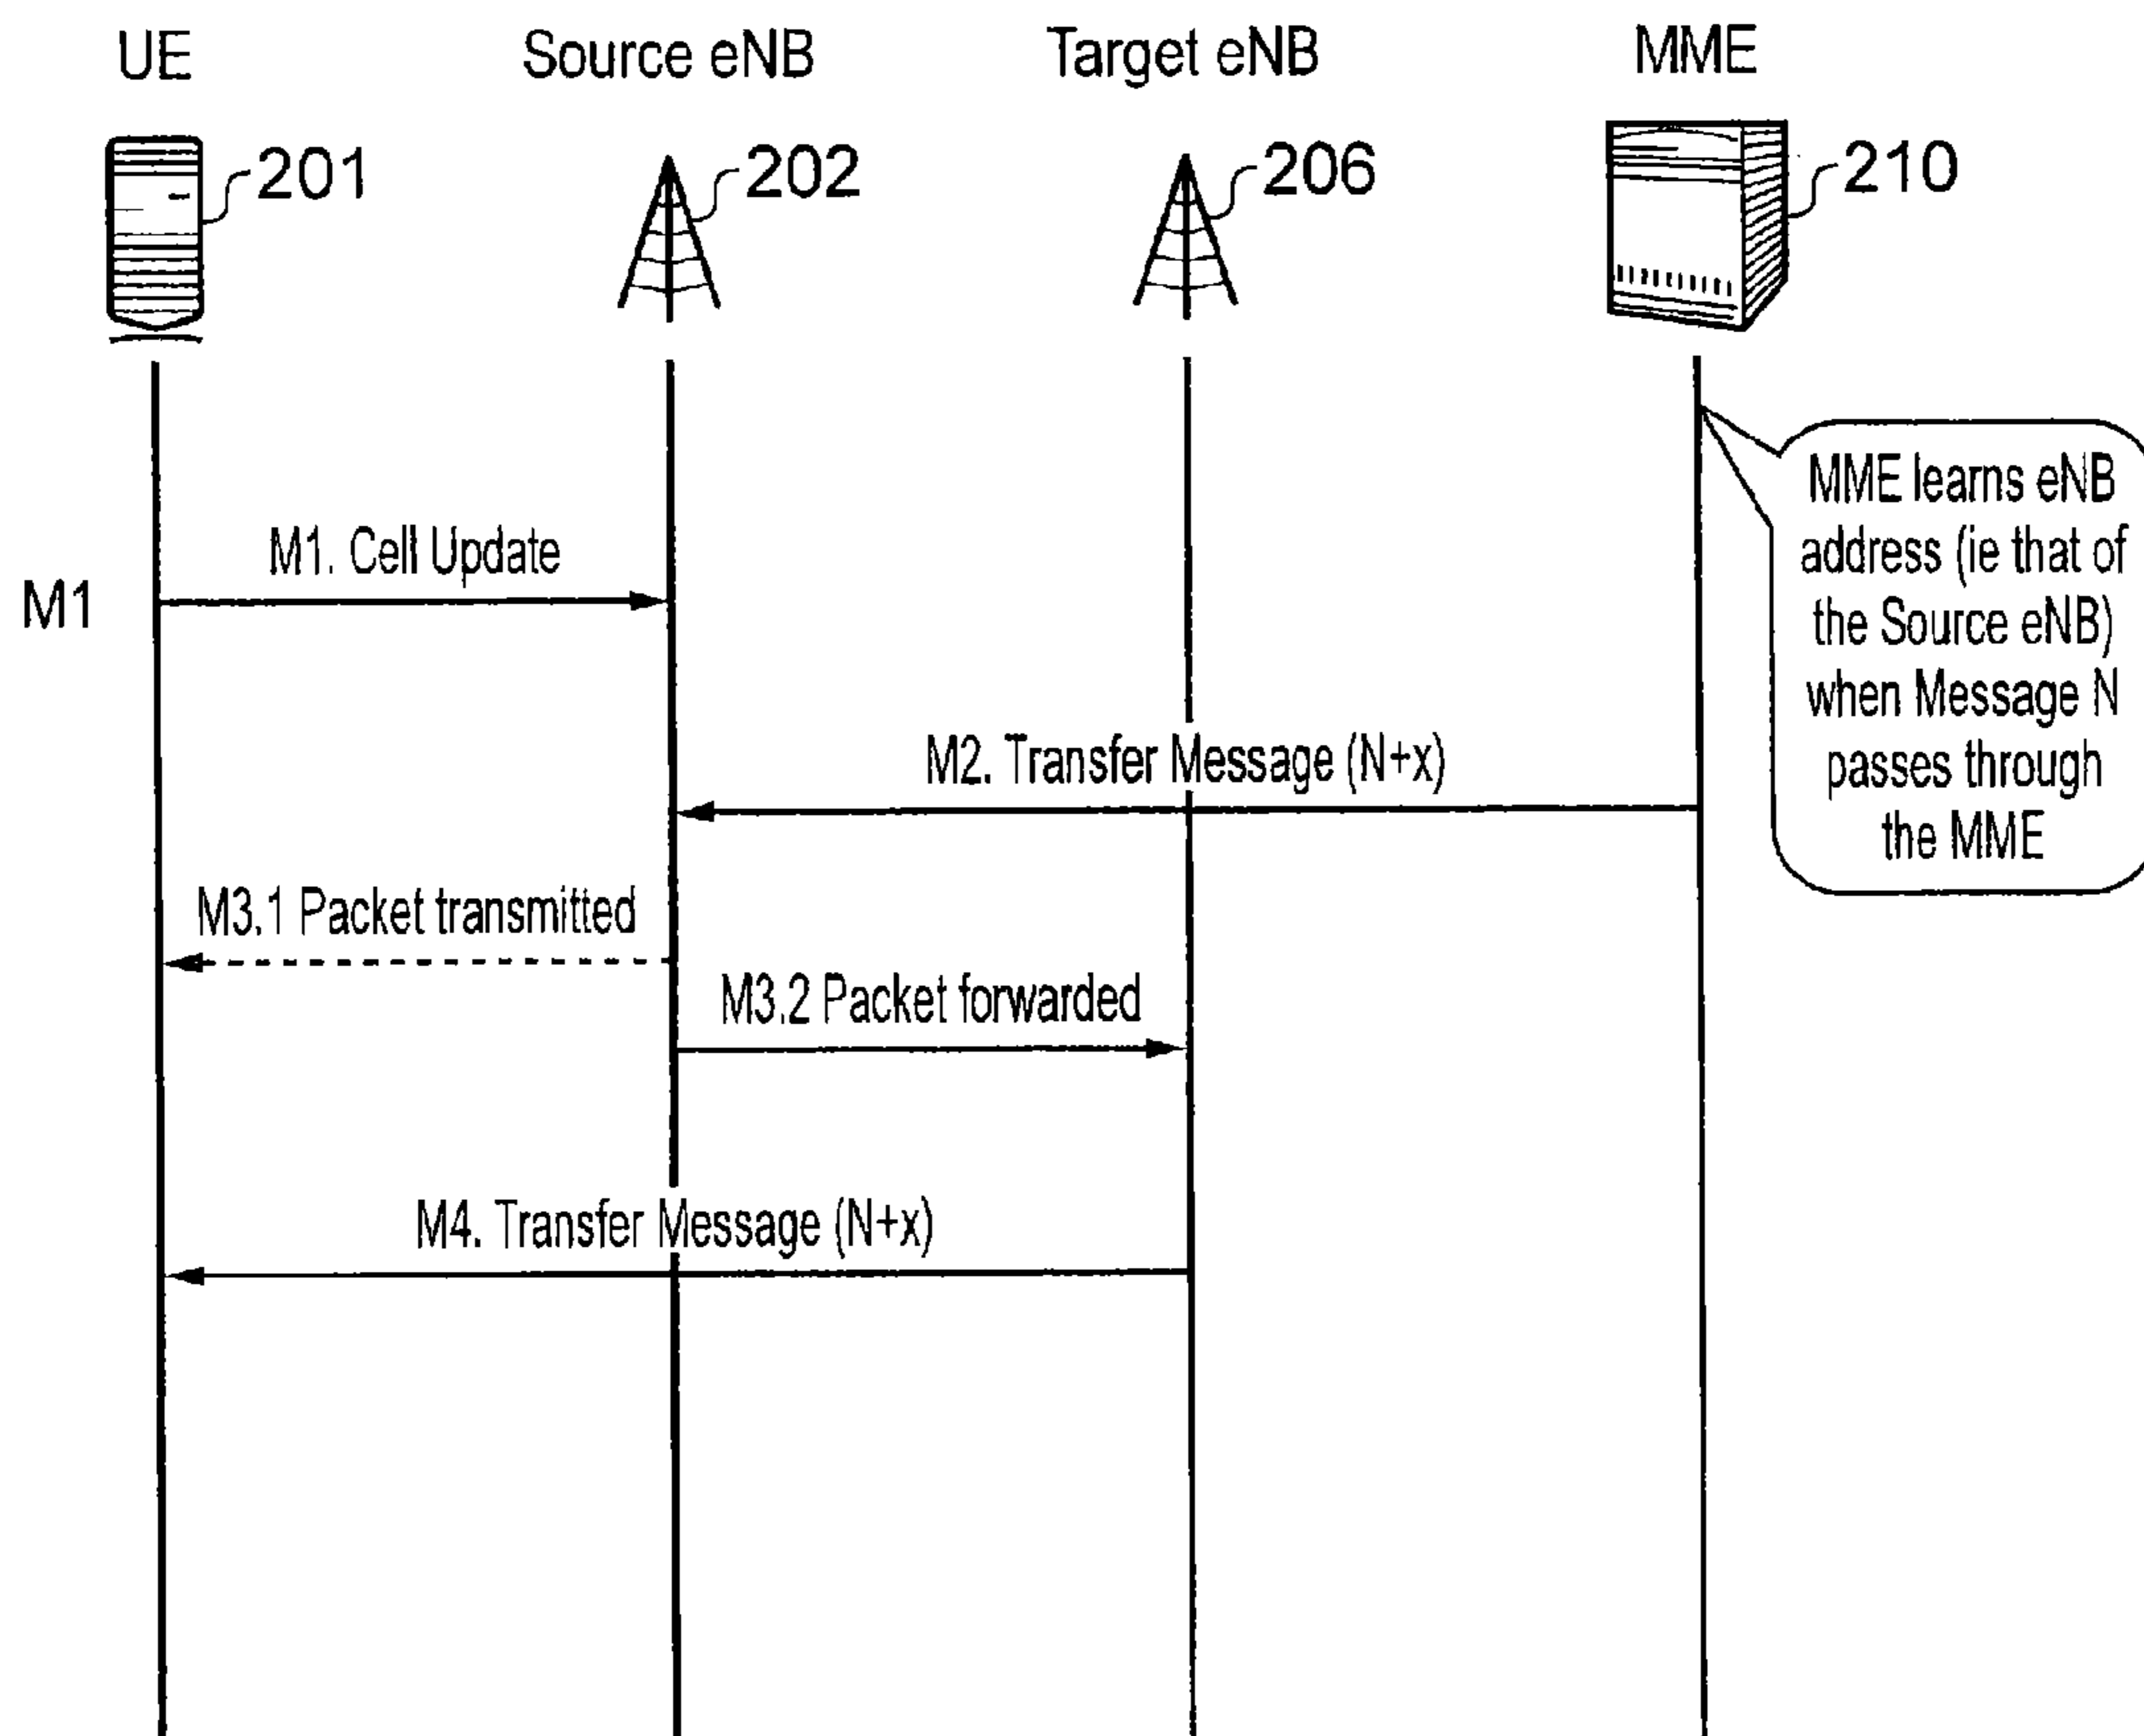 UE
Source eNB
Target eNB
MME
201
202
206
210
MME learns eNB
address (ie that of
the Source eNB)
when Message N
passes through
the MME
M1. Cell Update
M1
M2. Transfer Message (N+x)
M3.1 Packet transmitted
M3.2 Packet forwarded
M4. Transfer Message (N+x)